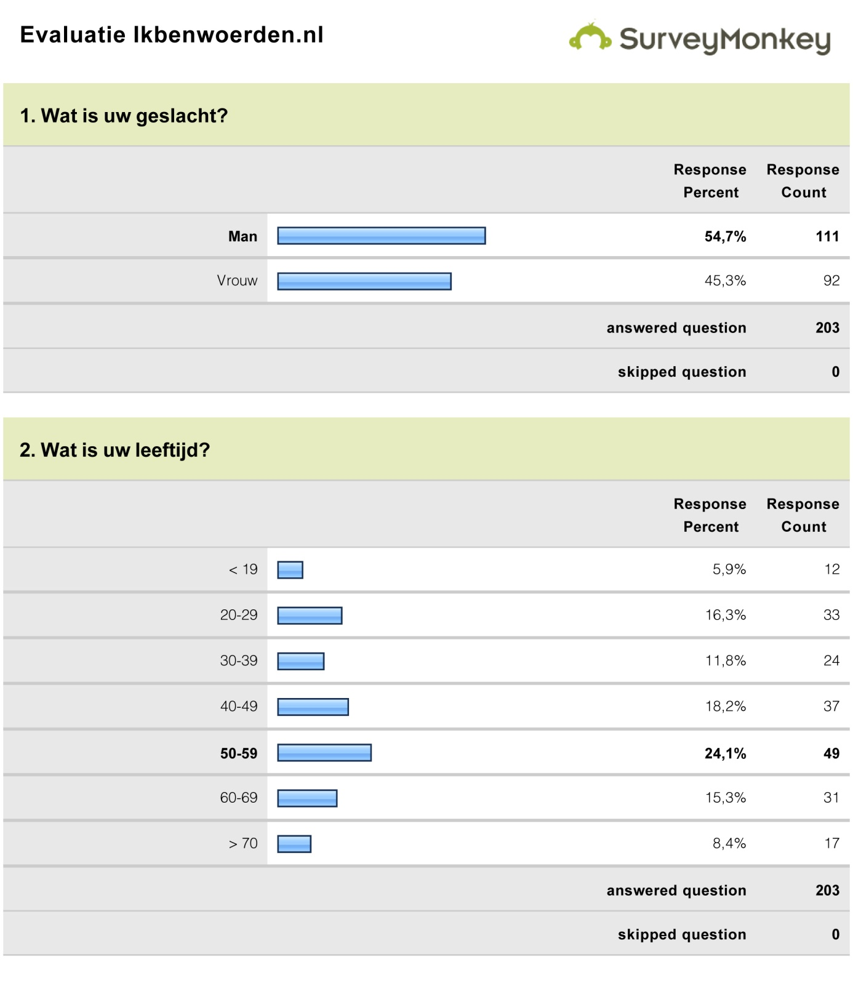 Evaluatie Ikbenwoerden.nl
SurveyMonkey
1. Wat is uw geslacht?
Response Percent Response Count
Man 54,7% 111
Vrouw 45,3% 92
answered question 203
skipped question 0
2. Wat is uw leeftijd?
Response Percent Response Count
< 19 5,9% 12
20-29 16,3% 33
30-39 11,8% 24
40-49 18,2% 37
50-59 24,1% 49
60-69 15,3% 31
> 70 8,4% 17
answered question 203
skipped question 0